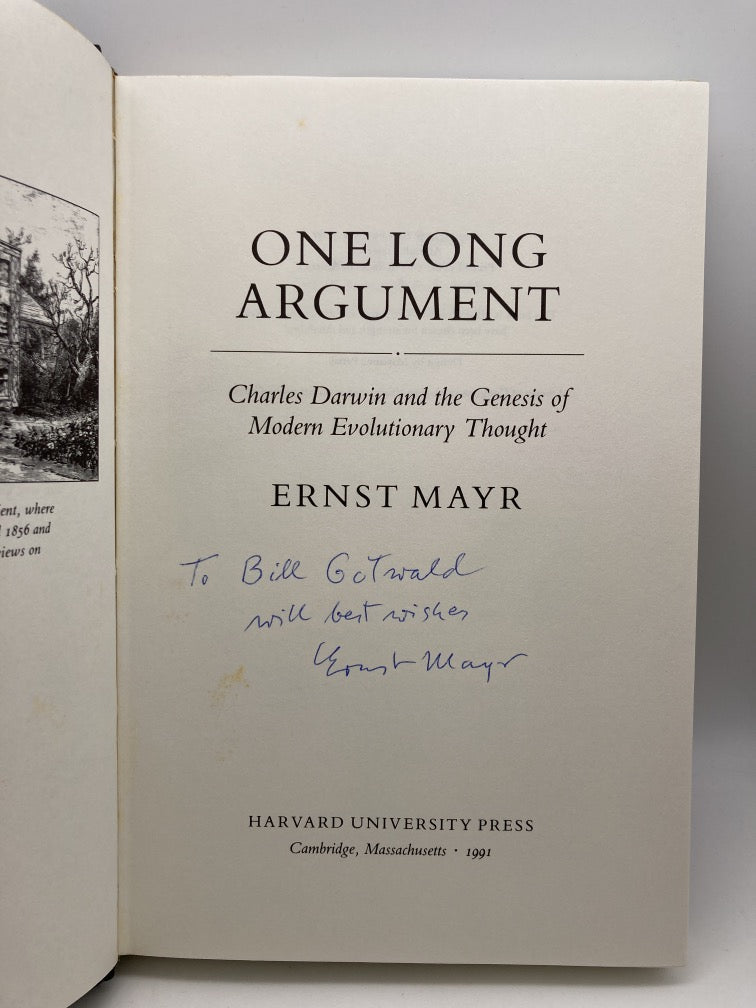 ent, where
1856 and
iews on
ONE LONG
ARGUMENT
Charles Darwin and the Genesis of
Modern Evolutionary Thought
ERNST MAYR
To Bill Gotwald
with best wishes
Ernst Mayr
HARVARD UNIVERSITY PRESS
Cambridge, Massachusetts · 1991